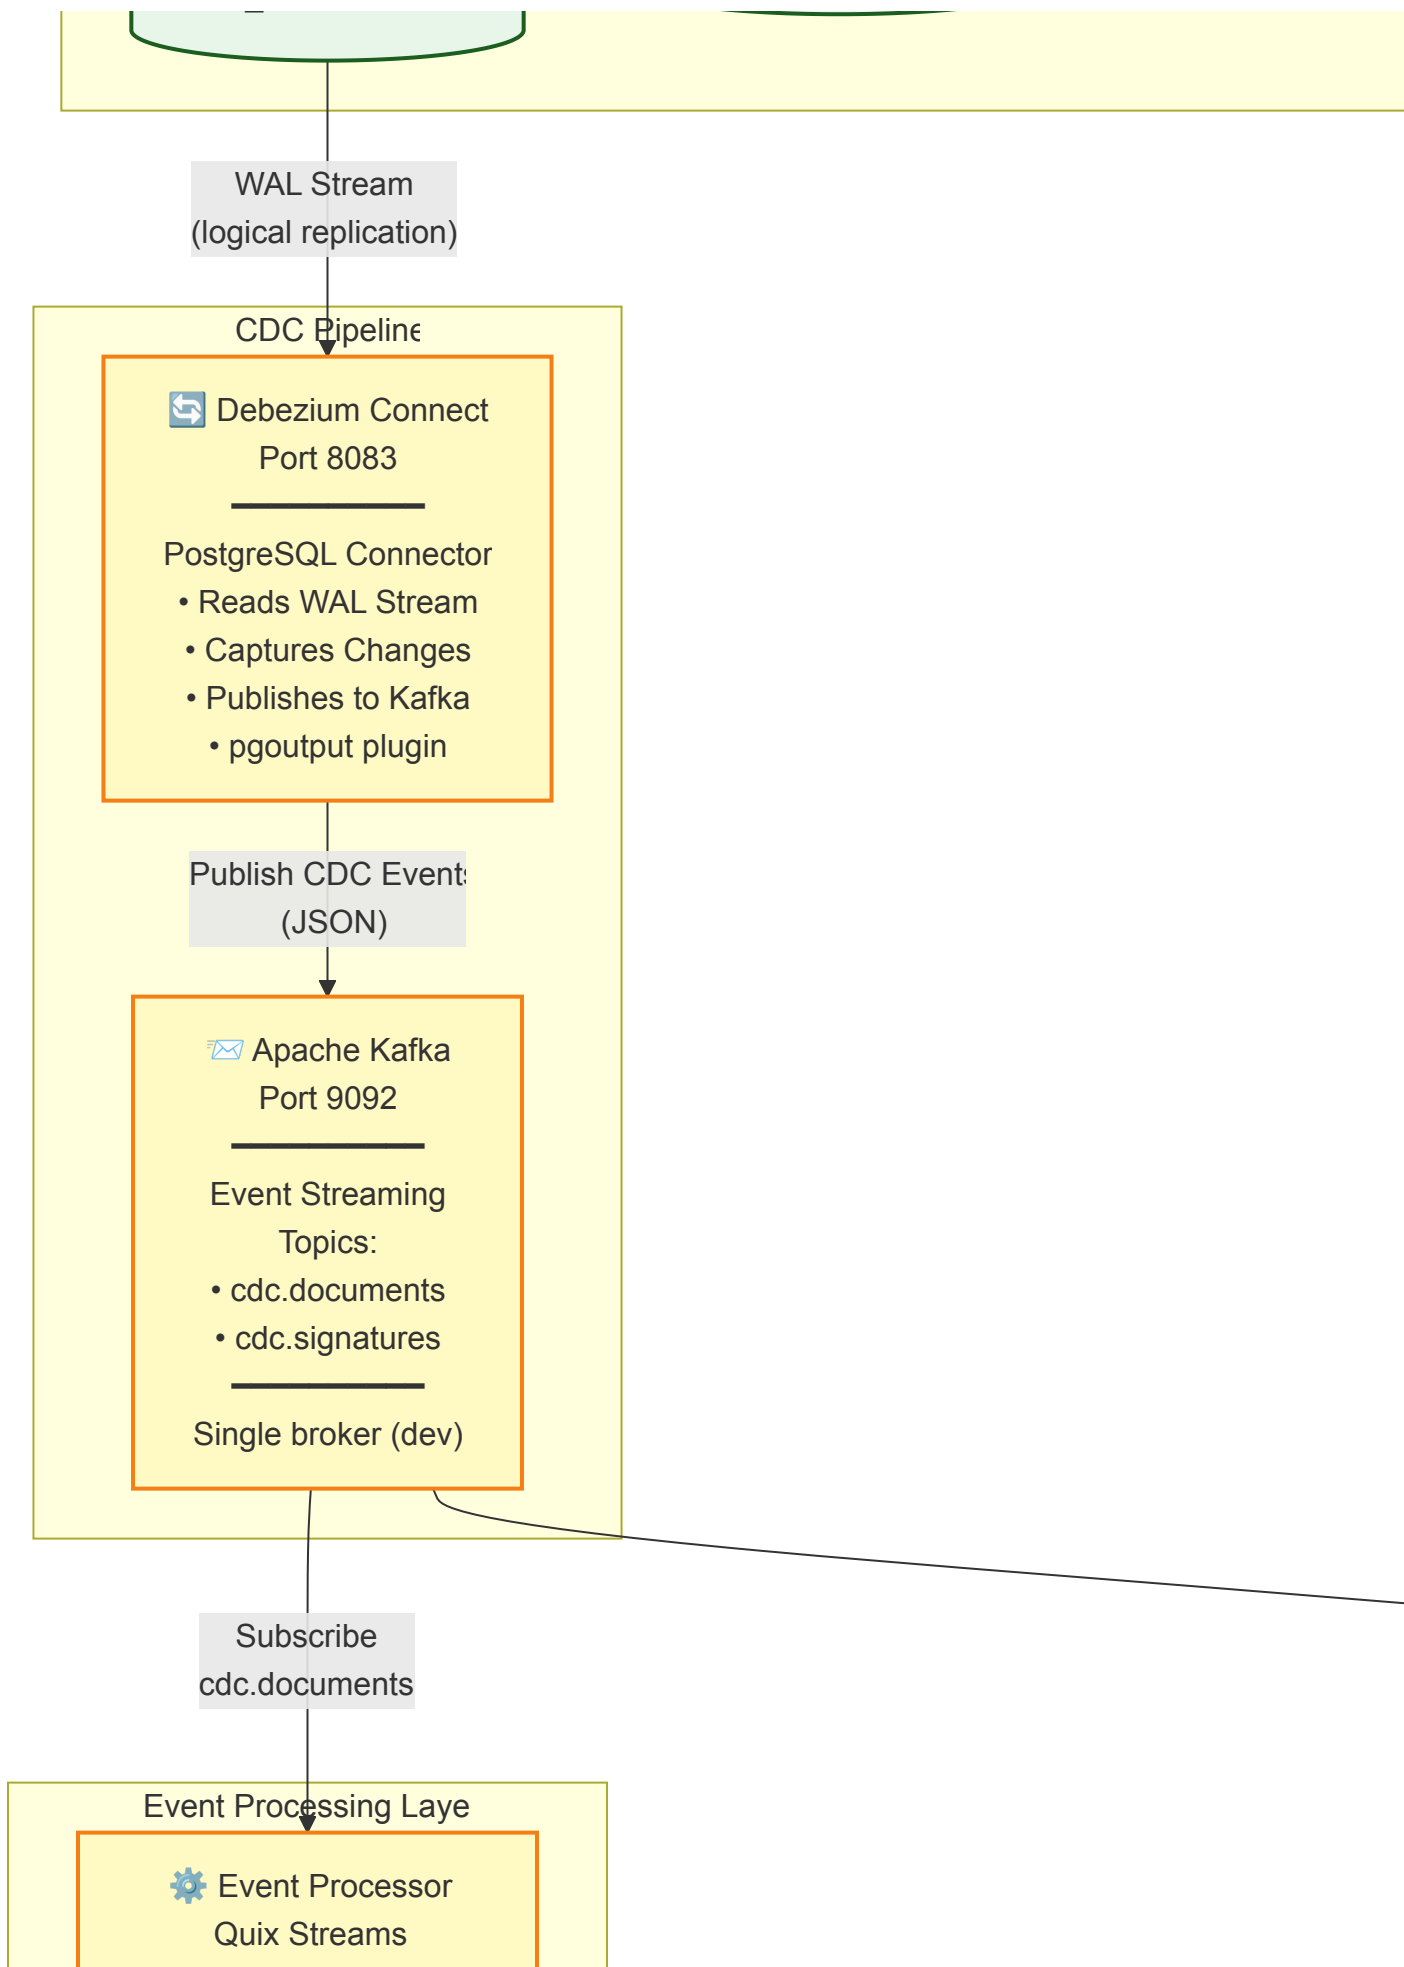 WAL Stream
(logical replication)
CDC Pipeline
Debezium Connect
Port 8083
PostgreSQL Connector
• Reads WAL Stream
• Captures Changes
• Publishes to Kafka
• pgoutput plugin
Publish CDC Events
(JSON)
Apache Kafka
Port 9092
Event Streaming
Topics:
• cdc.documents
• cdc.signatures
Single broker (dev)
Subscribe
cdc.documents
Event Processing Laye
Event Processor
Quix Streams